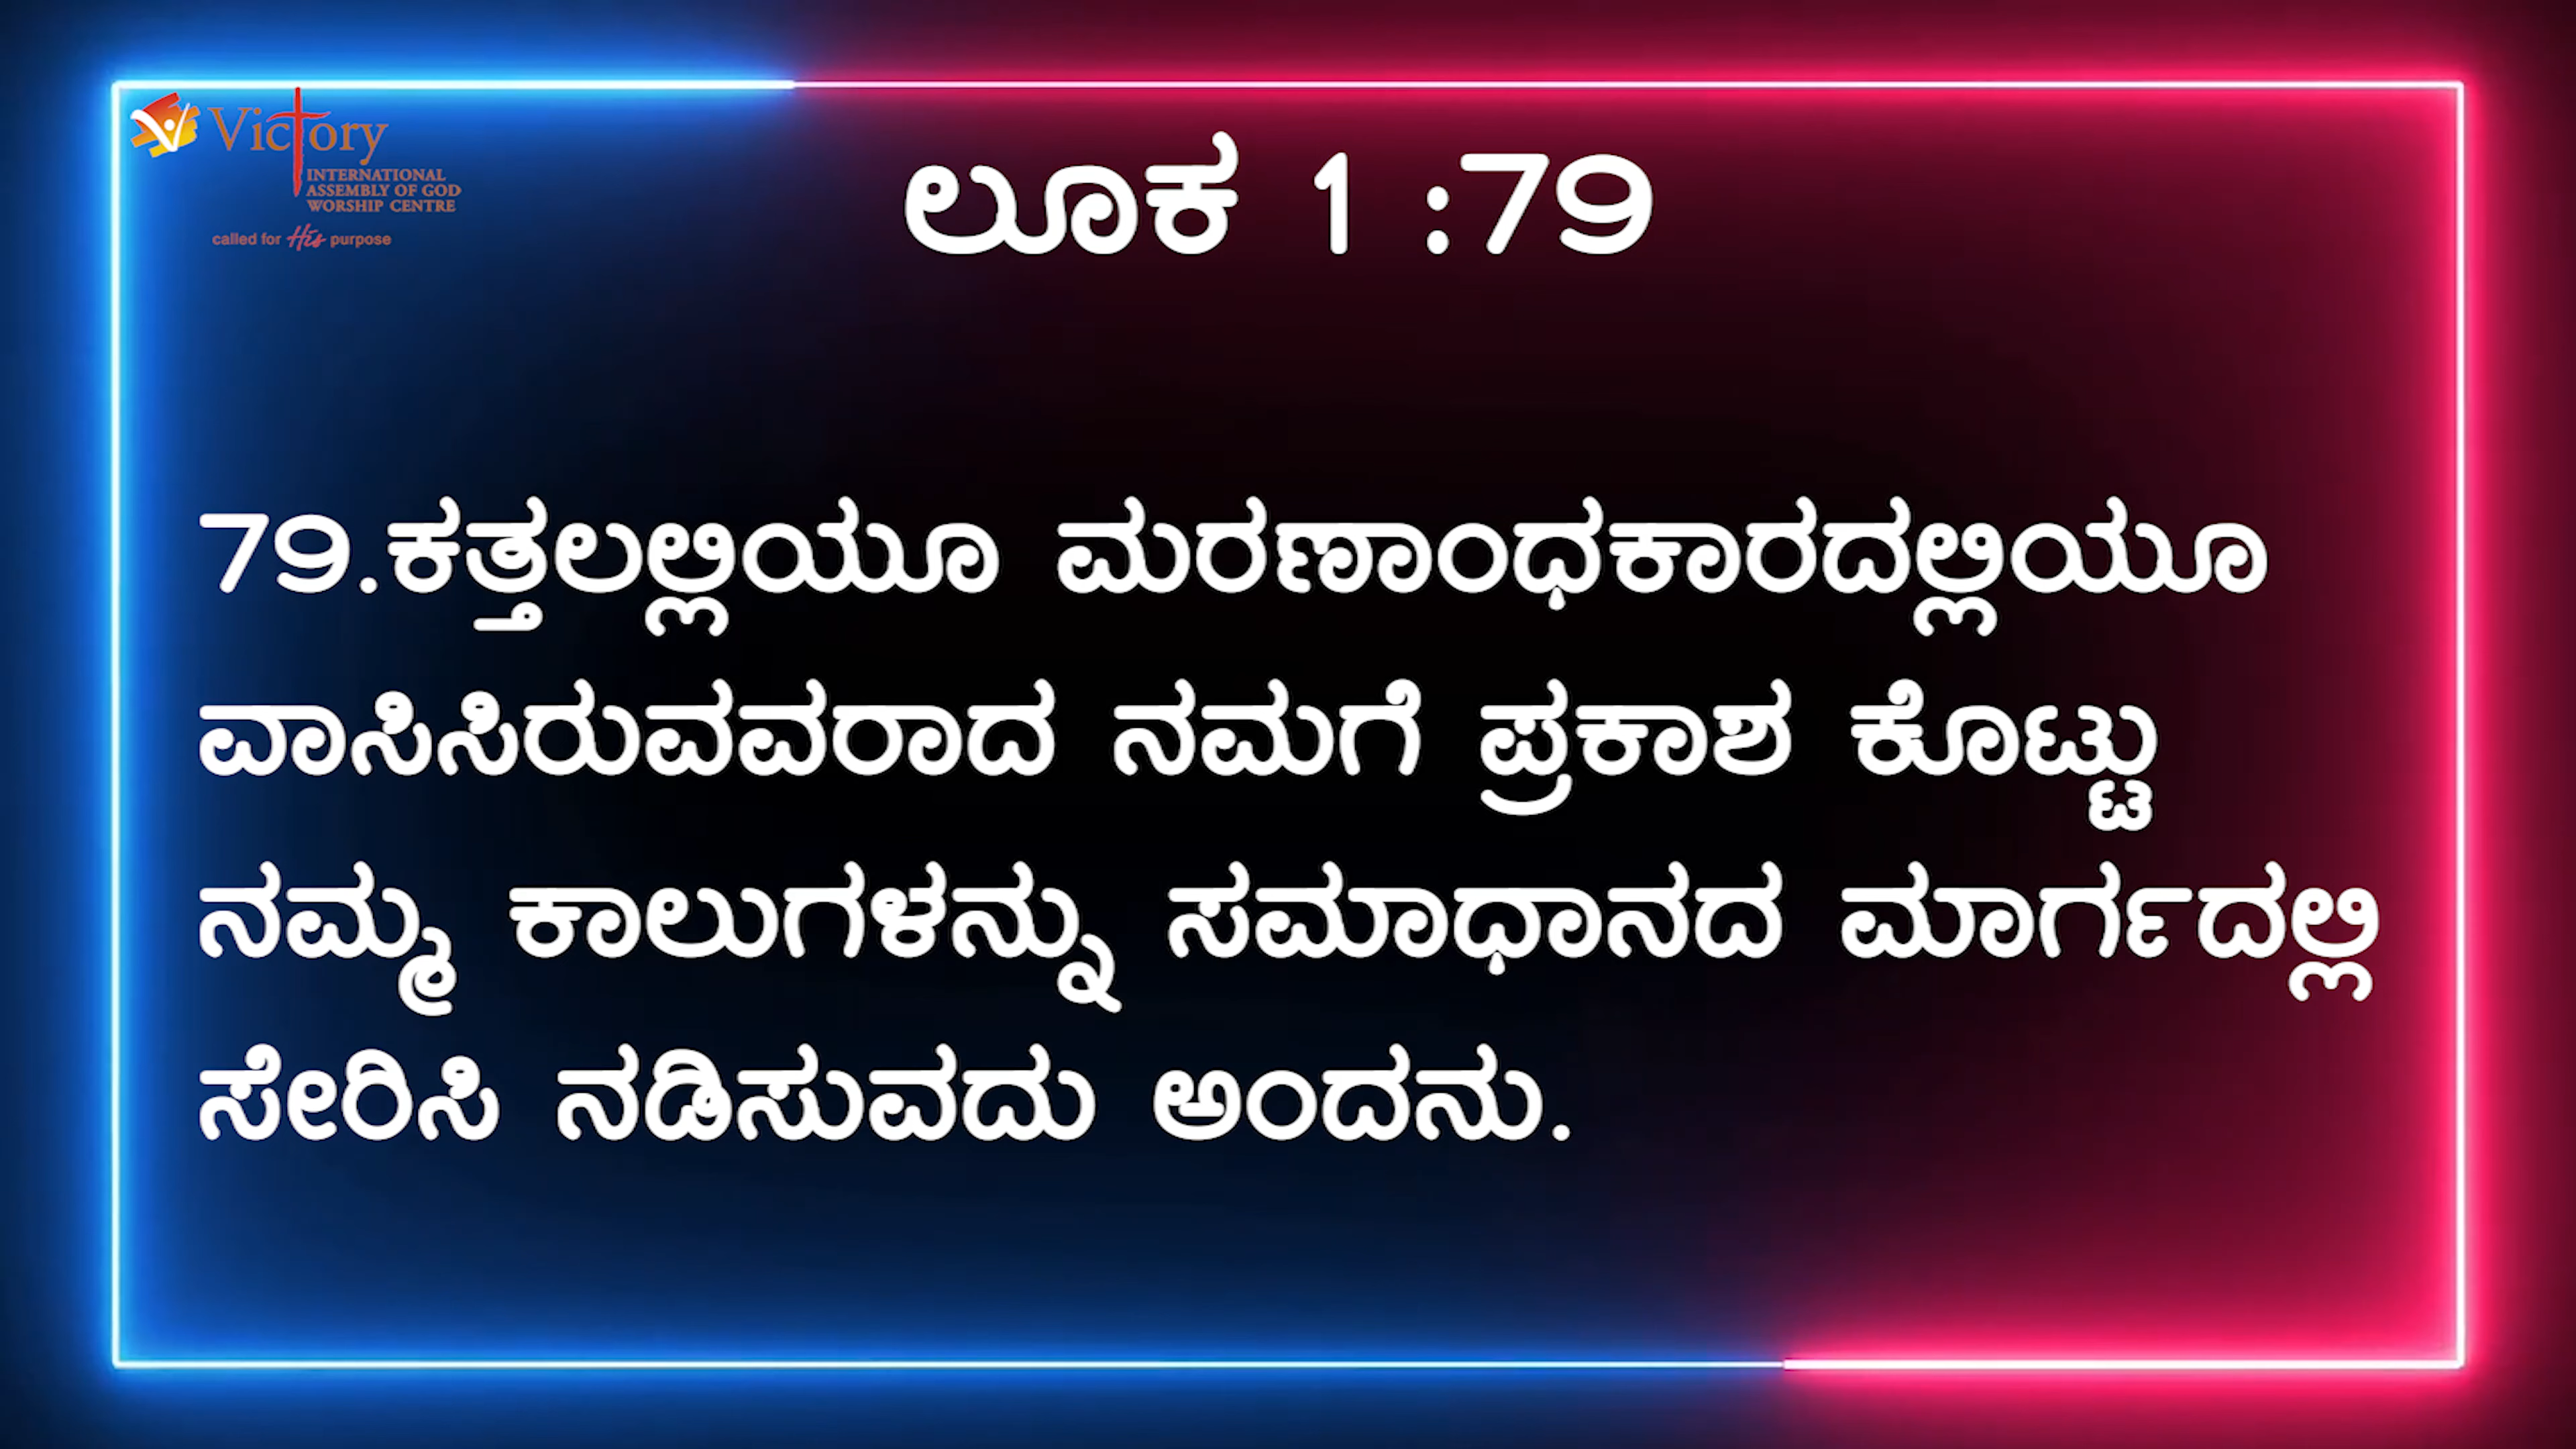 Victory
INTERNATIONAL
ASSEMBLY OF GOD
WORSHIP CENTRE
called for His purpose
ಲೂಕ 1 :79
79.ಕತ್ತಲಲ್ಲಿಯೂ ಮರಣಾಂಧಕಾರದಲ್ಲಿಯೂ
ವಾಸಿಸಿರುವವರಾದ ನಮಗೆ ಪ್ರಕಾಶ ಕೊಟ್ಟು
ನಮ್ಮ ಕಾಲುಗಳನ್ನು ಸಮಾಧಾನದ ಮಾರ್ಗದಲ್ಲಿ
ಸೇರಿಸಿ ನಡಿಸುವದು ಅಂದನು.